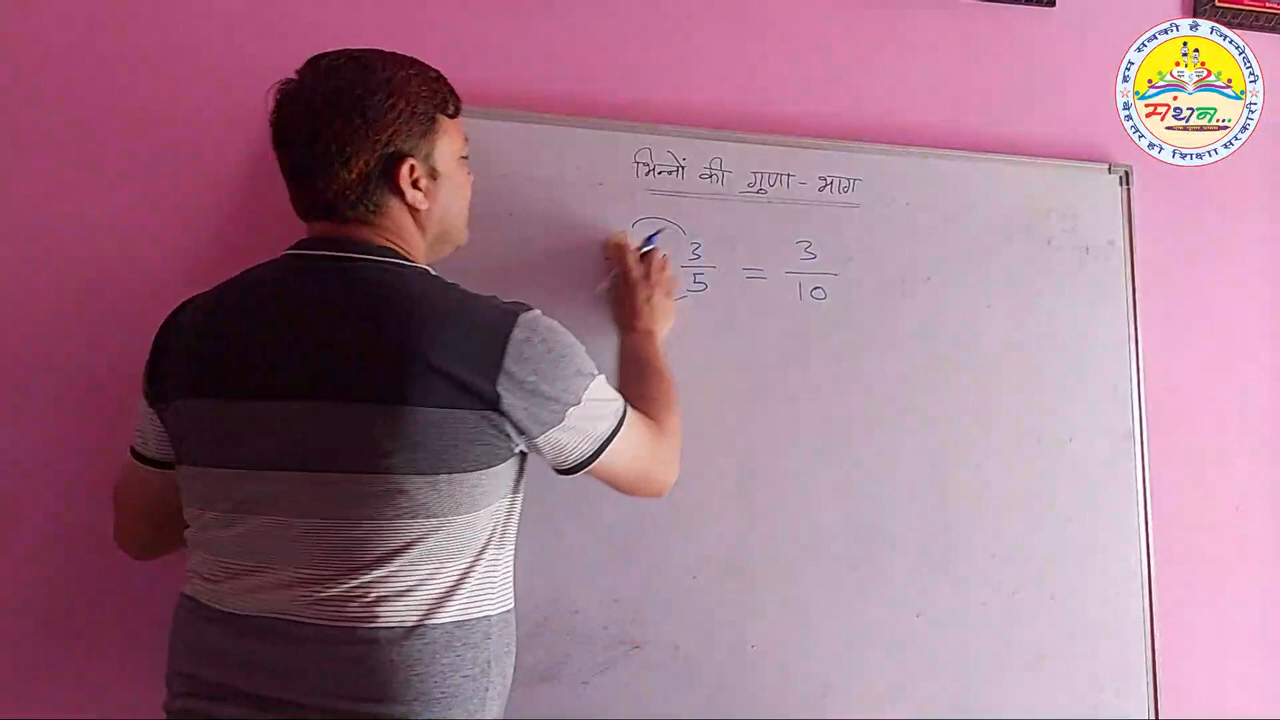 भिन्नों की गुणा - भाग
3/5 = 3/10
हम सबकी है जिम्मेदारी
मंथन...
बेहतर हो शिक्षा सरकारी